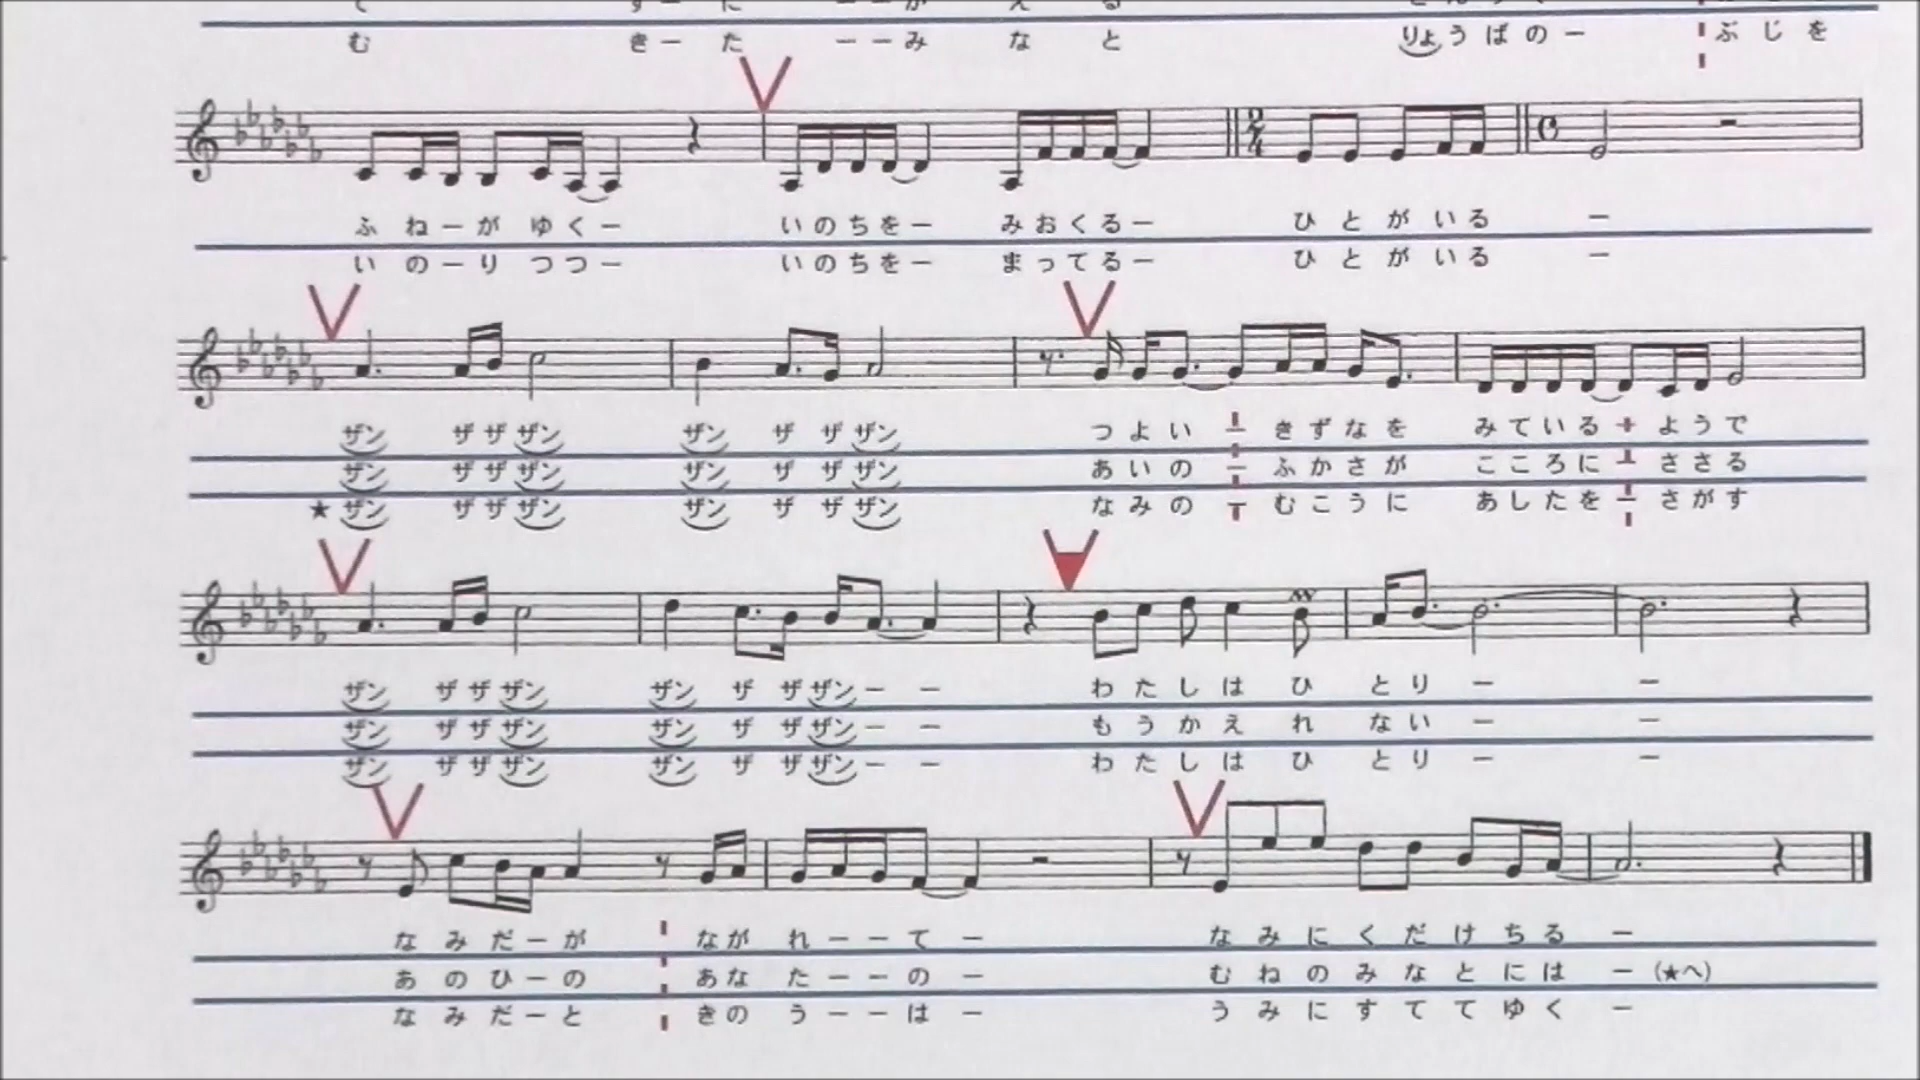 む　きーた　ーーみ　な　と　りょうばのー　ぶじを
2/4
ふねーがゆくー　いのちをー　みおくるー　ひとがいる　ー
いのーりつつー　いのちをー　まってるー　ひとがいる　ー
ザン　ザザザン　ザン　ザ　ザザン　つよいーきずなを　みているーようで
ザン　ザザザン　ザン　ザ　ザザン　あいのーふかさが　こころにーささる
★ザン　ザザザン　ザン　ザ　ザザン　なみのーむこうに　あしたをーさがす
ザン　ザザザン　ザン　ザ　ザザンーー　わたしはひとりー　ー
ザン　ザザザン　ザン　ザ　ザザンーー　もうかえれないー　ー
ザン　ザザザン　ザン　ザ　ザザンーー　わたしはひとりー　ー
なみだーが　ながれーーてー　なみにくだけちる　ー
あのひーの　あなたーーのー　むねのみなとには　ー（★へ）
なみだーと　きのうーーはー　うみにすててゆく　ー